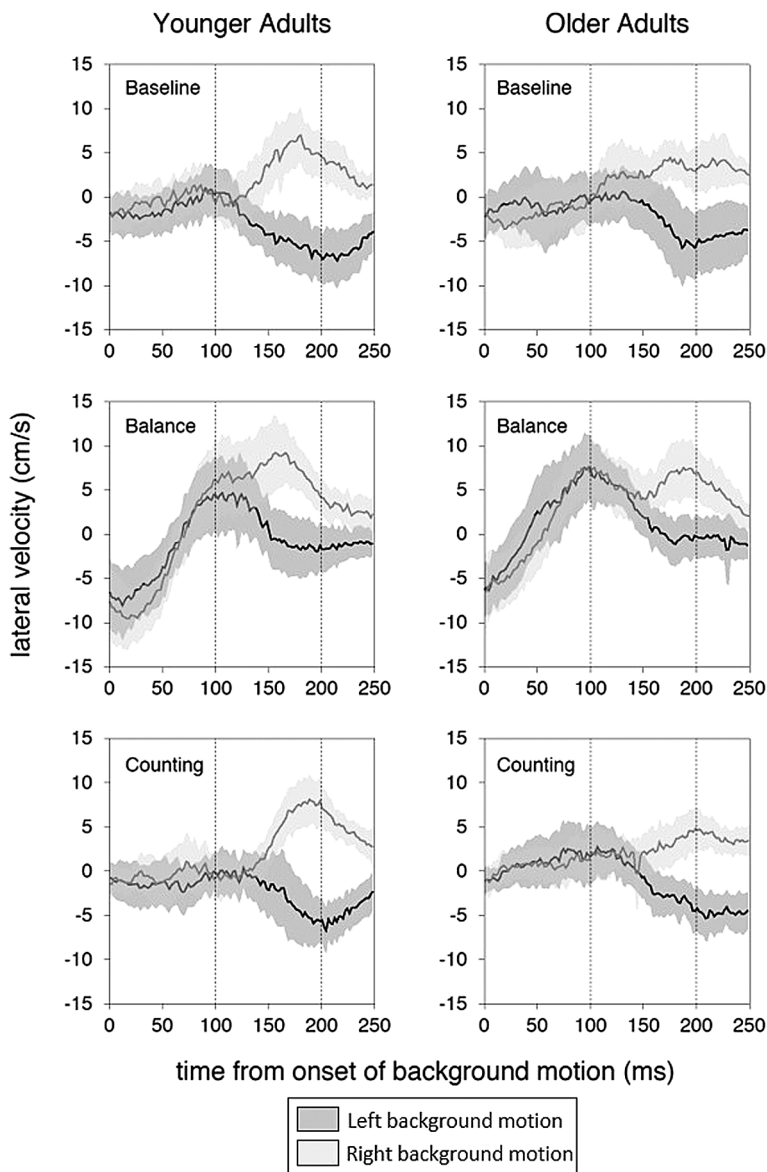 Younger Adults Older Adults
15 15
Baseline Baseline
10 10
5 5
0 0
-5 -5
-10 -10
-15 -15
0 50 100 150 200 250 0 50 100 150 200 250
15 15
Balance Balance
10 10
5 5
0 0
-5 -5
-10 -10
-15 -15
0 50 100 150 200 250 0 50 100 150 200 250
lateral velocity (cm/s)
15 15
Counting Counting
10 10
5 5
0 0
-5 -5
-10 -10
-15 -15
0 50 100 150 200 250 0 50 100 150 200 250
time from onset of background motion (ms)
Left background motion
Right background motion